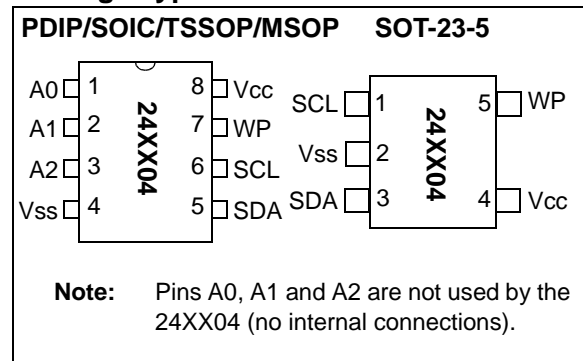 PDIP/SOIC/TSSOP/MSOP SOT-23-5
A0 1 8 Vcc
A1 2 7 WP
A2 3 6 SCL
Vss 4 5 SDA
24XX04
SCL 1 5 WP
Vss 2
SDA 3 4 Vcc
24XX04
Note: Pins A0, A1 and A2 are not used by the
24XX04 (no internal connections).